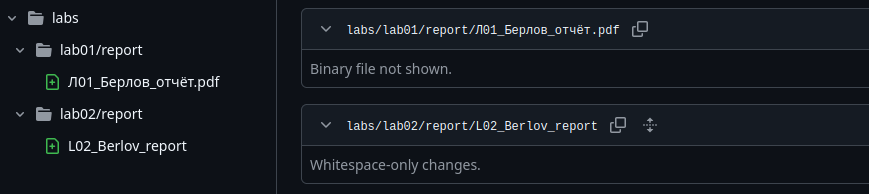 labs
lab01/report
Л01_Берлов_отчёт.pdf
lab02/report
L02_Berlov_report
labs/lab01/report/Л01_Берлов_отчёт.pdf
Binary file not shown.
labs/lab02/report/L02_Berlov_report
Whitespace-only changes.